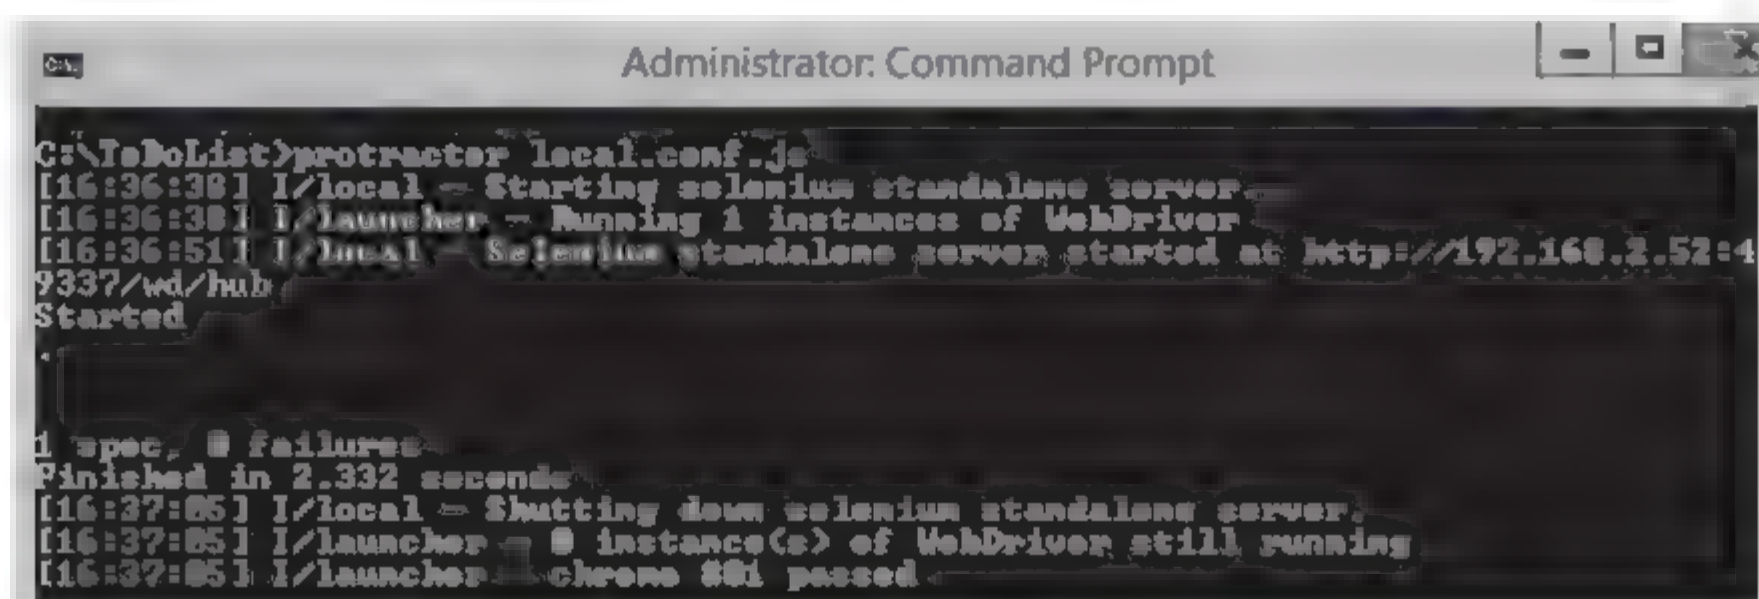 Administrator: Command Prompt
C:\ToDoList>protractor local.conf.js
[16:36:38] I/local - Starting selenium standalone server
[16:36:38] I/launcher - Running 1 instances of WebDriver
[16:36:51] I/local - Selenium standalone server started at http://192.168.2.52:4
9337/wd/hub
Started
.
1 spec, 0 failures
Finished in 2.332 seconds
[16:37:05] I/local - Shutting down selenium standalone server.
[16:37:05] I/launcher - 0 instance(s) of WebDriver still running
[16:37:05] I/launcher - chrome #01 passed